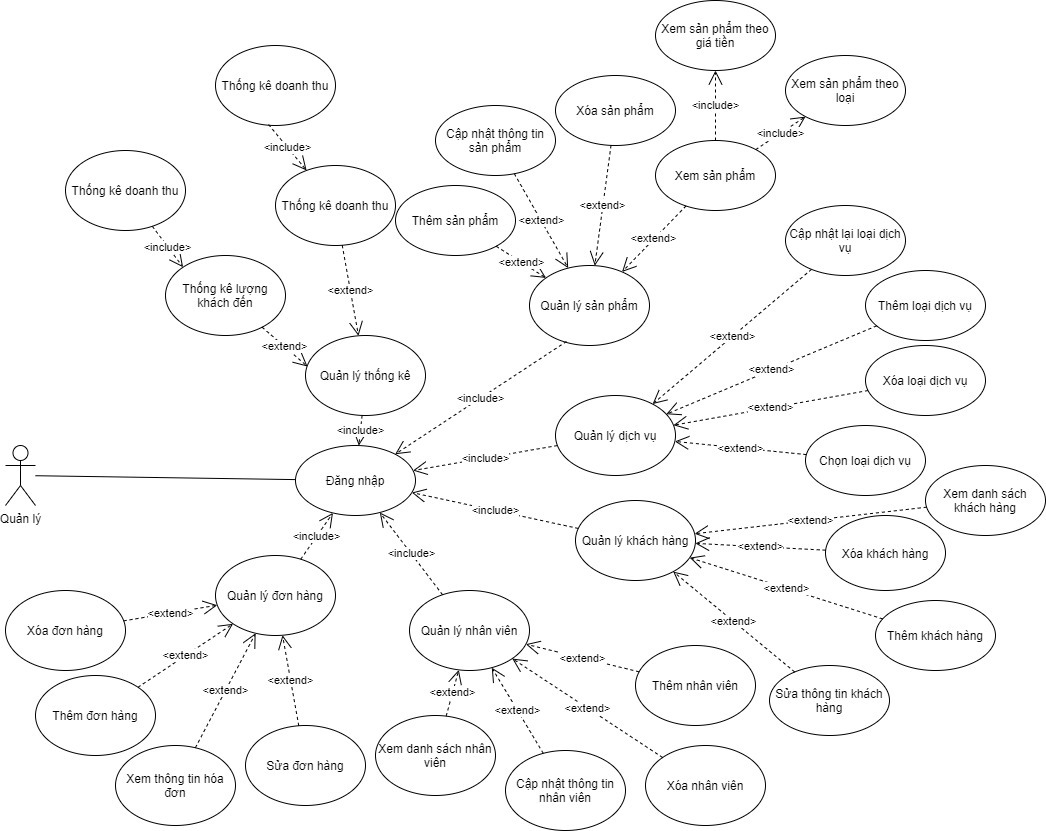 Xem sản phẩm theo
giá tiền
Thống kê doanh thu
Xem sản phẩm theo
loại
<include>
<include>
Xóa sản phẩm
Cập nhật thông tin
sản phẩm
<include>
Xem sản phẩm
Thống kê doanh thu
Thống kê doanh thu
<extend>
Thêm sản phẩm
<extend>
<extend>
Cập nhật lại loại dịch
vụ
<include>
<extend>
Thống kê lượng
khách đến
<extend>
Quản lý sản phẩm
Thêm loại dịch vụ
<extend>
<extend>
Quản lý thống kê
<extend>
Xóa loại dịch vụ
<include>
<extend>
<include>
Quản lý dịch vụ
<extend>
<include>
Chọn loại dịch vụ
Đăng nhập
Xem danh sách
khách hàng
Quản lý
<include>
<extend>
<include>
<include>
Quản lý khách hàng
<extend>
Xóa khách hàng
Quản lý đơn hàng
<extend>
<extend>
<extend>
Xóa đơn hàng
Quản lý nhân viên
Thêm khách hàng
<extend>
<extend>
<extend>
<extend>
<extend>
Thêm nhân viên
Sửa thông tin khách
hàng
Thêm đơn hàng
<extend>
<extend>
Xem danh sách nhân
viên
Xem thông tin hóa
đơn
Sửa đơn hàng
Cập nhật thông tin
nhân viên
Xóa nhân viên